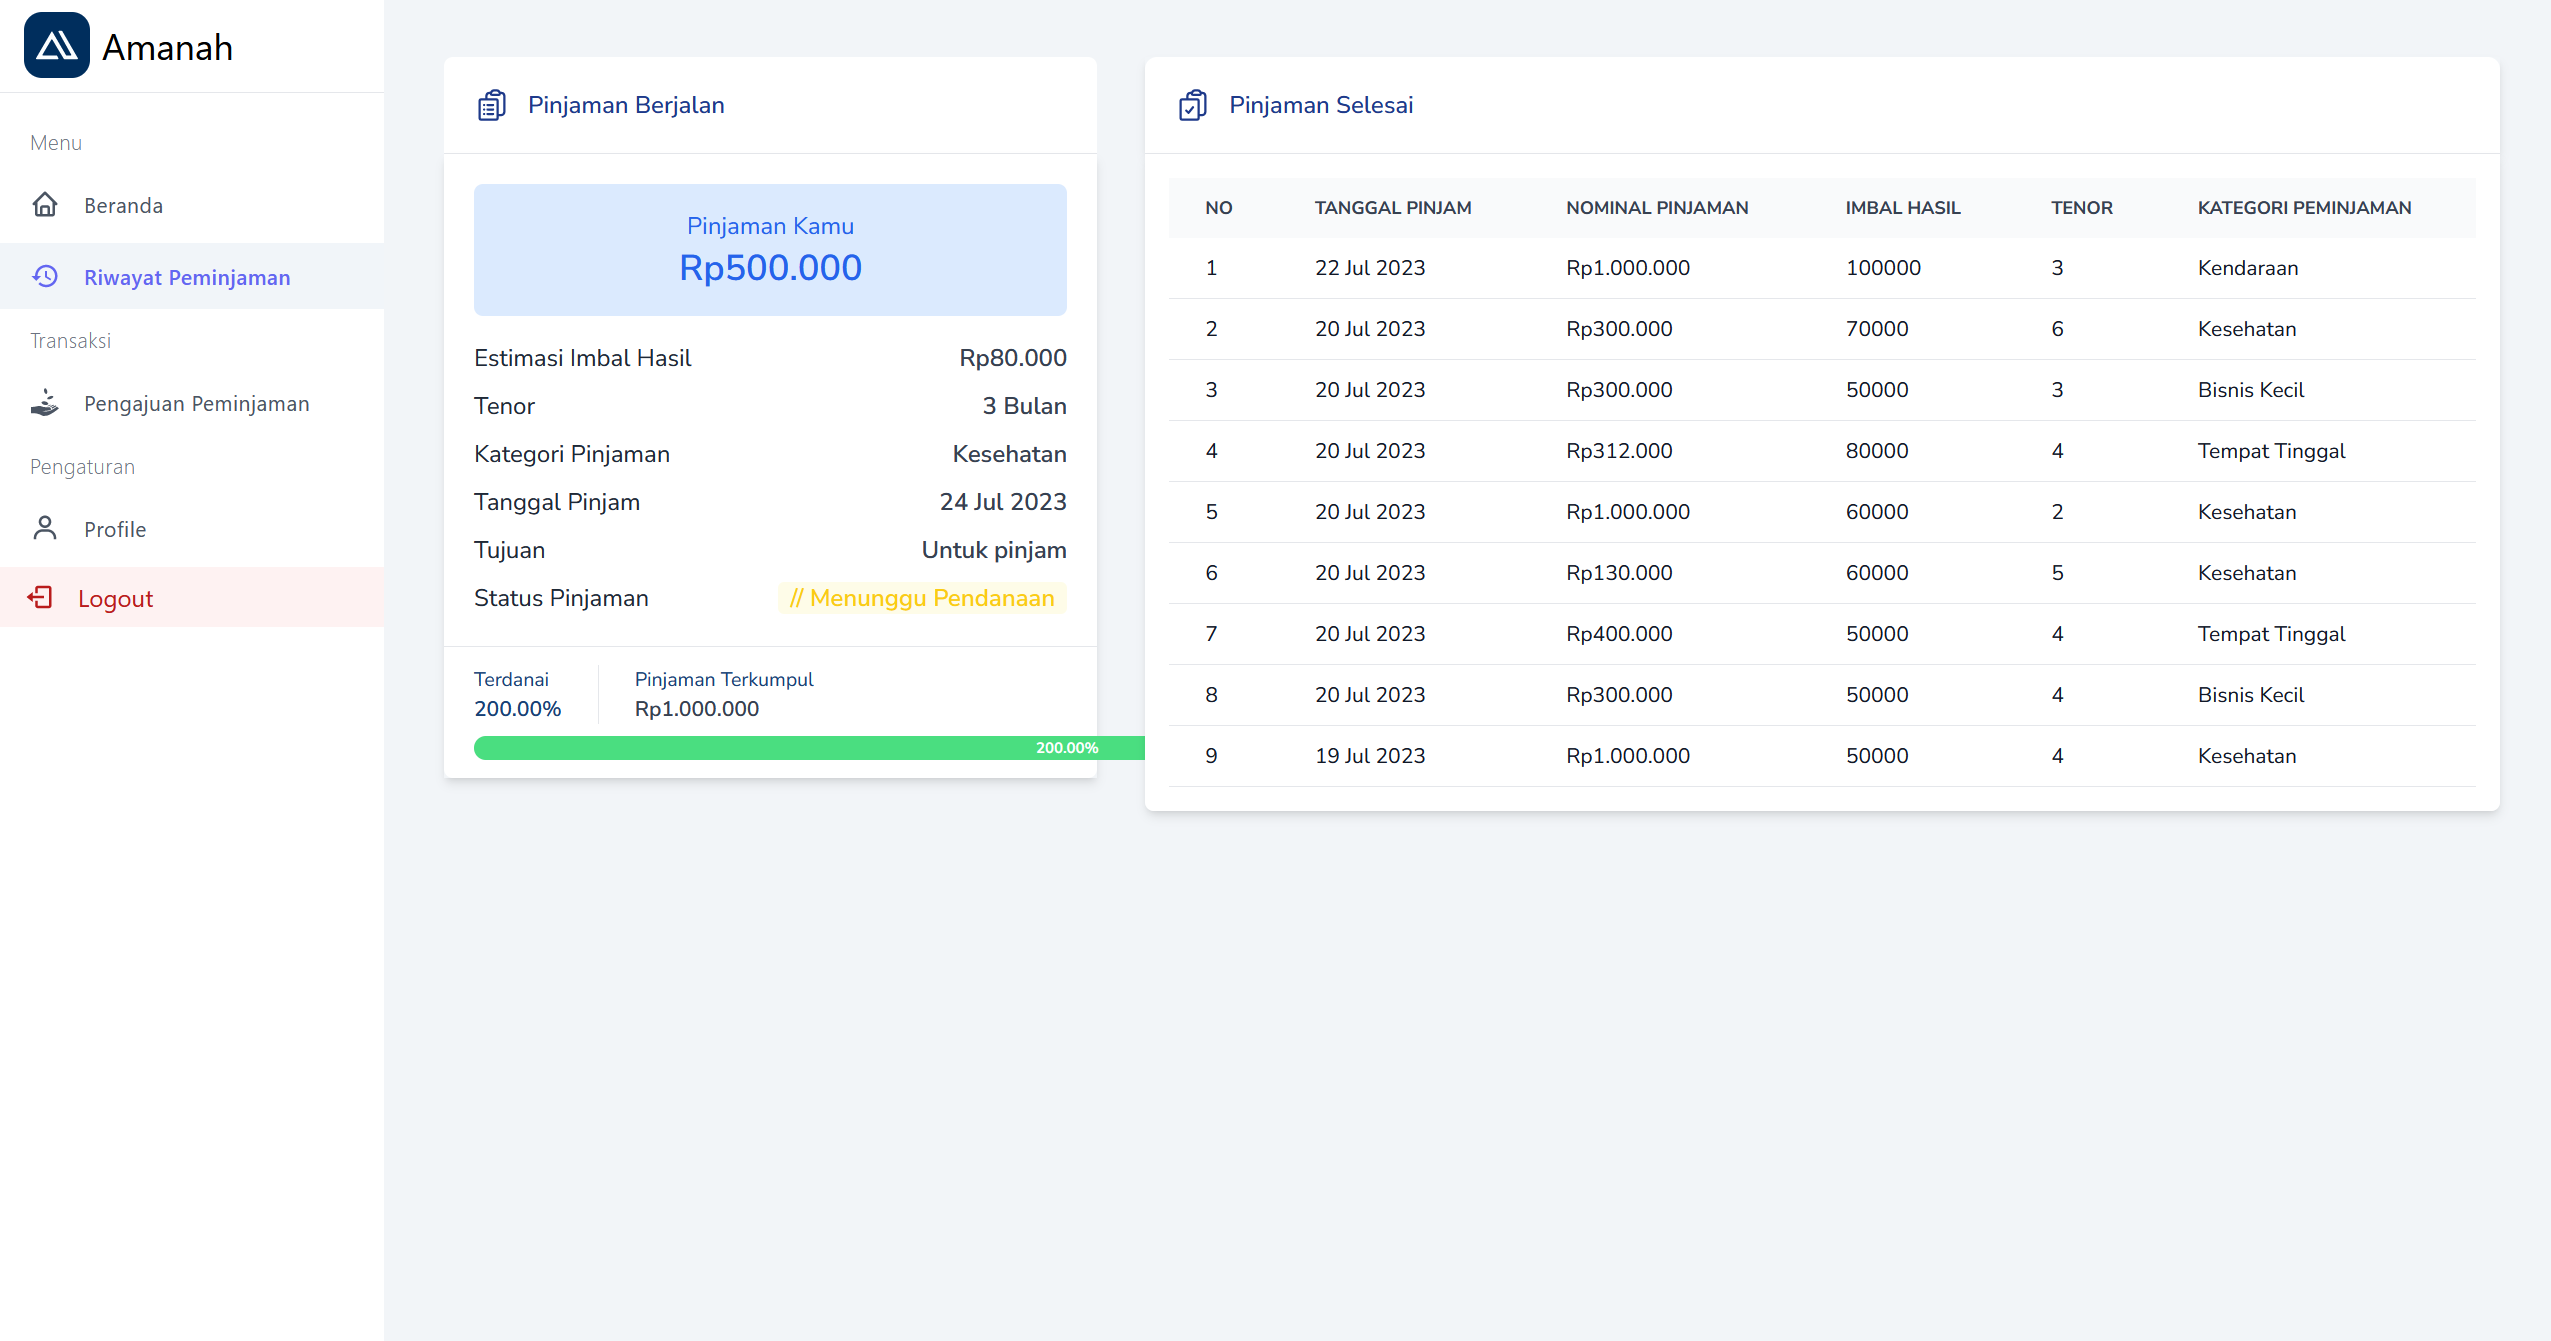 Amanah
Menu
Beranda
Riwayat Peminjaman
Transaksi
Pengajuan Peminjaman
Pengaturan
Profile
Logout
Pinjaman Berjalan
Pinjaman Kamu
Rp500.000
Estimasi Imbal Hasil Rp80.000
Tenor 3 Bulan
Kategori Pinjaman Kesehatan
Tanggal Pinjam 24 Jul 2023
Tujuan Untuk pinjam
Status Pinjaman // Menunggu Pendanaan
Terdanai Pinjaman Terkumpul
200.00% Rp1.000.000
200.00%
Pinjaman Selesai
NO TANGGAL PINJAM NOMINAL PINJAMAN IMBAL HASIL TENOR KATEGORI PEMINJAMAN
1 22 Jul 2023 Rp1.000.000 100000 3 Kendaraan
2 20 Jul 2023 Rp300.000 70000 6 Kesehatan
3 20 Jul 2023 Rp300.000 50000 3 Bisnis Kecil
4 20 Jul 2023 Rp312.000 80000 4 Tempat Tinggal
5 20 Jul 2023 Rp1.000.000 60000 2 Kesehatan
6 20 Jul 2023 Rp130.000 60000 5 Kesehatan
7 20 Jul 2023 Rp400.000 50000 4 Tempat Tinggal
8 20 Jul 2023 Rp300.000 50000 4 Bisnis Kecil
9 19 Jul 2023 Rp1.000.000 50000 4 Kesehatan